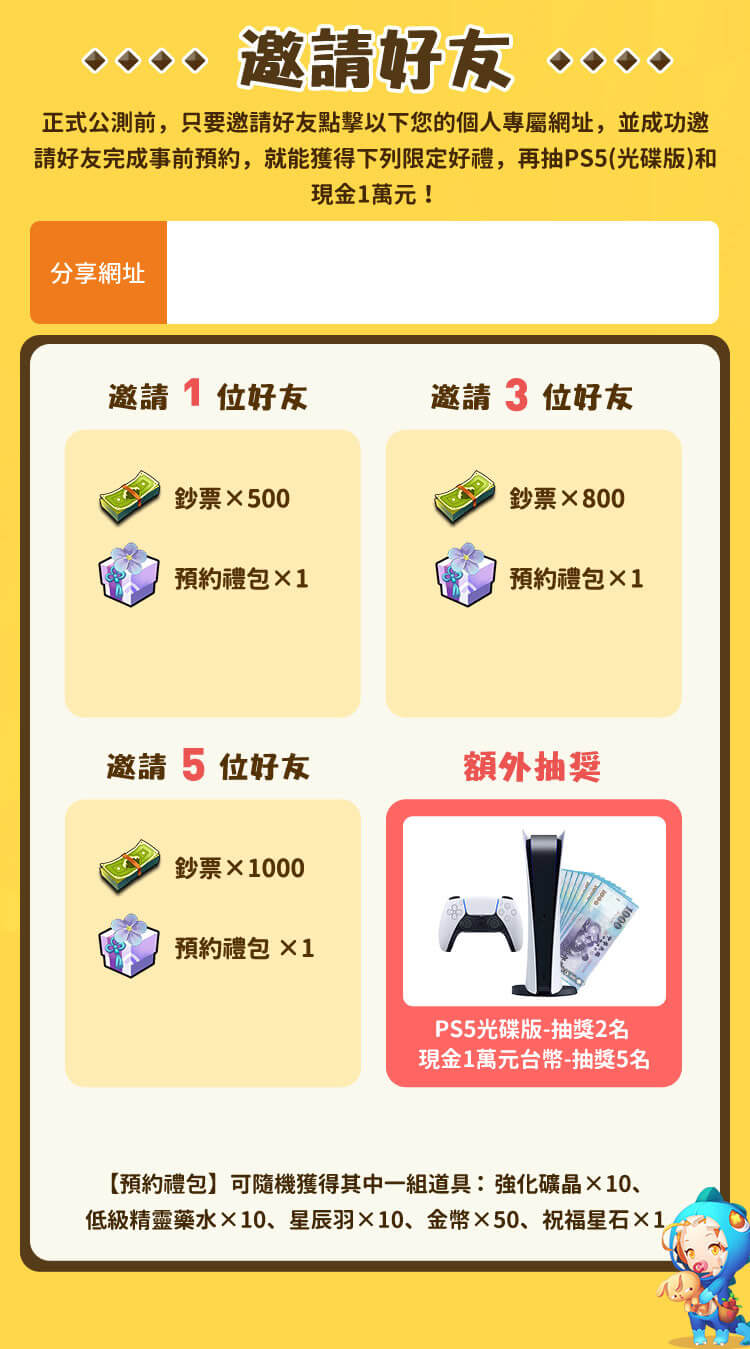 邀請好友
正式公測前，只要邀請好友點擊以下您的個人專屬網址，並成功邀
請好友完成事前預約，就能獲得下列限定好禮，再抽PS5(光碟版)和
現金1萬元！
分享網址
邀請 1 位好友
鈔票×500
預約禮包×1
邀請 3 位好友
鈔票×800
預約禮包×1
邀請 5 位好友
鈔票×1000
預約禮包 ×1
額外抽獎
1000
1000
PS5光碟版-抽獎2名
現金1萬元台幣-抽獎5名
【預約禮包】可隨機獲得其中一組道具：強化礦晶×10、
低級精靈藥水×10、星辰羽×10、金幣×50、祝福星石×1